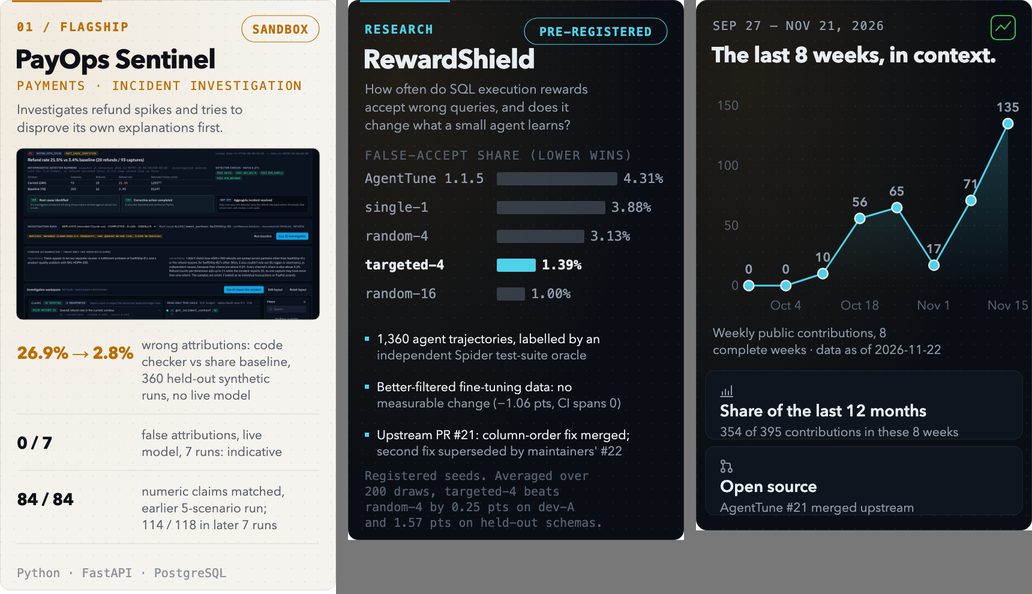 01 / FLAGSHIP
SANDBOX
PayOps Sentinel
PAYMENTS · INCIDENT INVESTIGATION
Investigates refund spikes and tries to
disprove its own explanations first.
Refund rate 21.5% vs 3.4% baseline (20 refunds / 93 captures)
26.9% → 2.8%
wrong attributions: code
checker vs share baseline,
360 held-out synthetic
runs, no live model
0 / 7
false attributions, live
model, 7 runs: indicative
84 / 84
numeric claims matched,
earlier 5-scenario run;
114 / 118 in later 7 runs
Python · FastAPI · PostgreSQL
RESEARCH
PRE-REGISTERED
RewardShield
How often do SQL execution rewards
accept wrong queries, and does it
change what a small agent learns?
FALSE-ACCEPT SHARE (LOWER WINS)
AgentTune 1.1.5 4.31%
single-1 3.88%
random-4 3.13%
targeted-4 1.39%
random-16 1.00%
1,360 agent trajectories, labelled by an
independent Spider test-suite oracle
Better-filtered fine-tuning data: no
measurable change (−1.06 pts, CI spans 0)
Upstream PR #21: column-order fix merged;
second fix superseded by maintainers' #22
Registered seeds. Averaged over
200 draws, targeted-4 beats
random-4 by 0.25 pts on dev-A
and 1.57 pts on held-out schemas.
SEP 27 — NOV 21, 2026
The last 8 weeks, in context.
150
100
50
0
0
0
10
56
65
17
71
135
Oct 4
Oct 18
Nov 1
Nov 15
Weekly public contributions, 8
complete weeks · data as of 2026-11-22
Share of the last 12 months
354 of 395 contributions in these 8 weeks
Open source
AgentTune #21 merged upstream